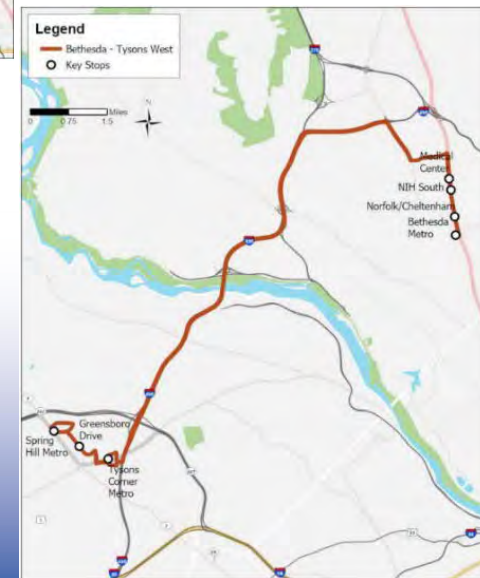 Legend
Bethesda - Tysons West
Key Stops
N
Miles
0 0.75 1.5
Medical
Center
NIH South
Norfolk/Cheltenham
Bethesda
Metro
Greensboro
Drive
Spring
Hill Metro
Tysons
Corner
Metro